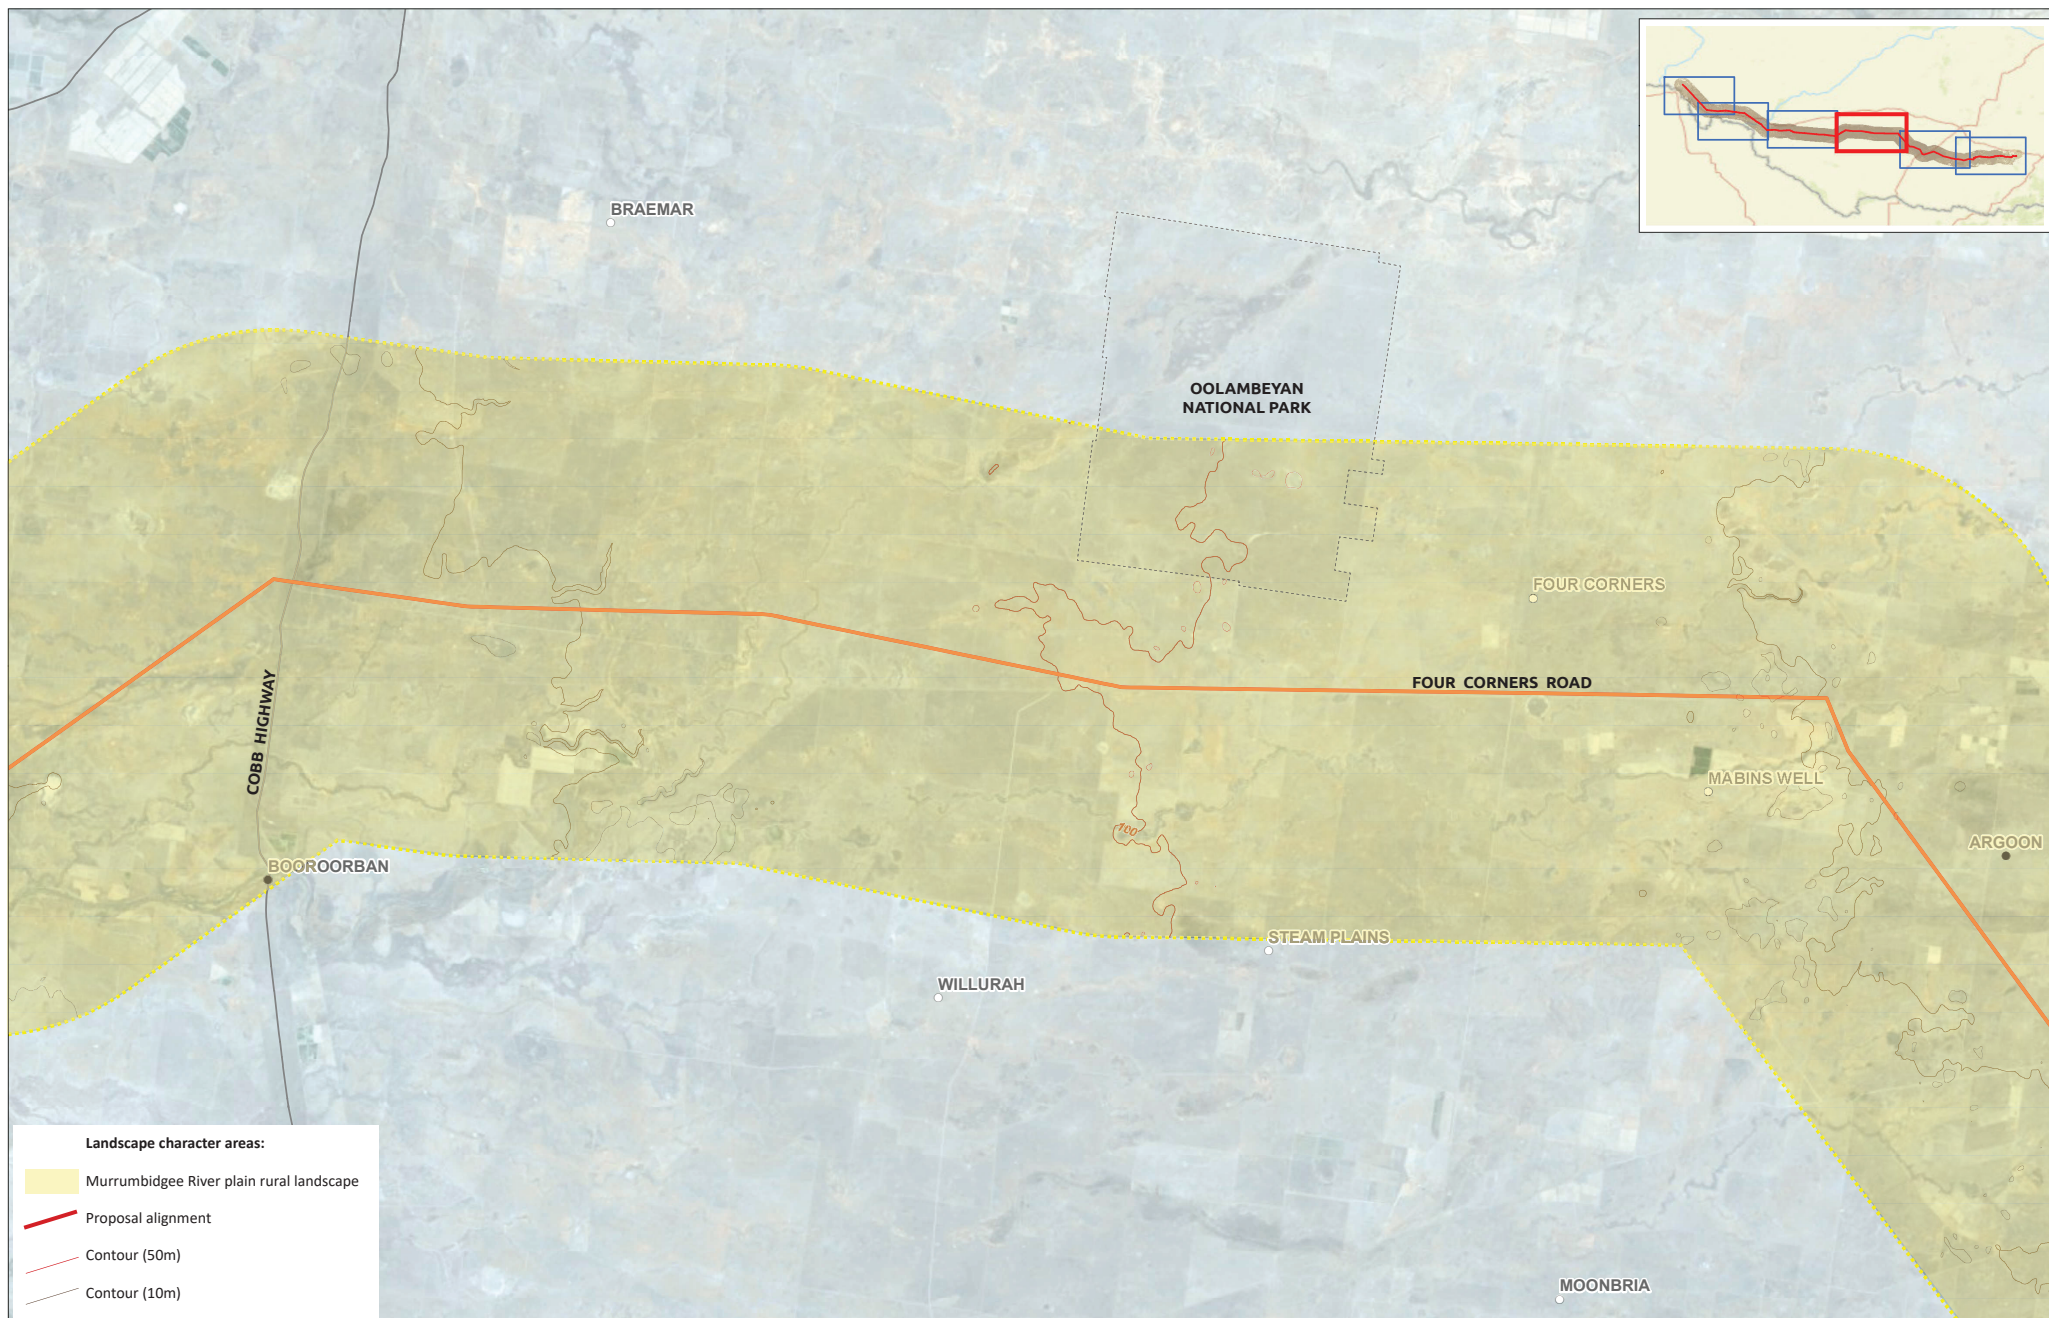 BRAEMAR
OOLAMBEYAN
NATIONAL PARK
FOUR CORNERS
FOUR CORNERS ROAD
COBB HIGHWAY
MABINS WELL
100
ARGOON
BOOROORBAN
STEAM PLAINS
WILLURAH
MOONBRIA
Landscape character areas:
Murrumbidgee River plain rural landscape
Proposal alignment
Contour (50m)
Contour (10m)